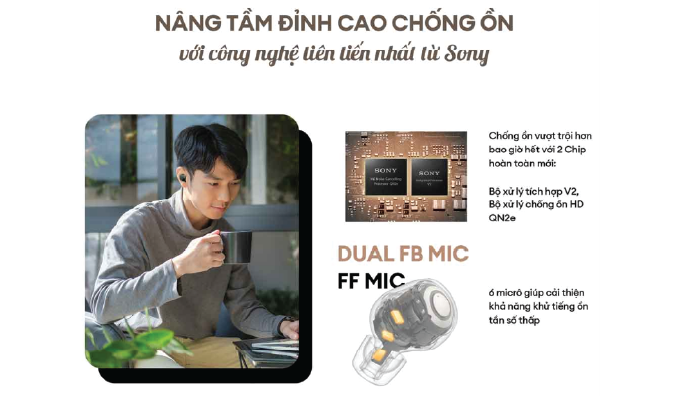 NÂNG TẦM ĐỈNH CAO CHỐNG ỒN
với công nghệ tiên tiến nhất từ Sony
SONY
SONY
V2
Chống ồn vượt trội hơn
bao giờ hết với 2 Chip
hoàn toàn mới:
Bộ xử lý tích hợp V2,
Bộ xử lý chống ồn HD
QN2e
DUAL FB MIC
FF MIC
6 micrô giúp cải thiện
khả năng khử tiếng ồn
tần số thấp